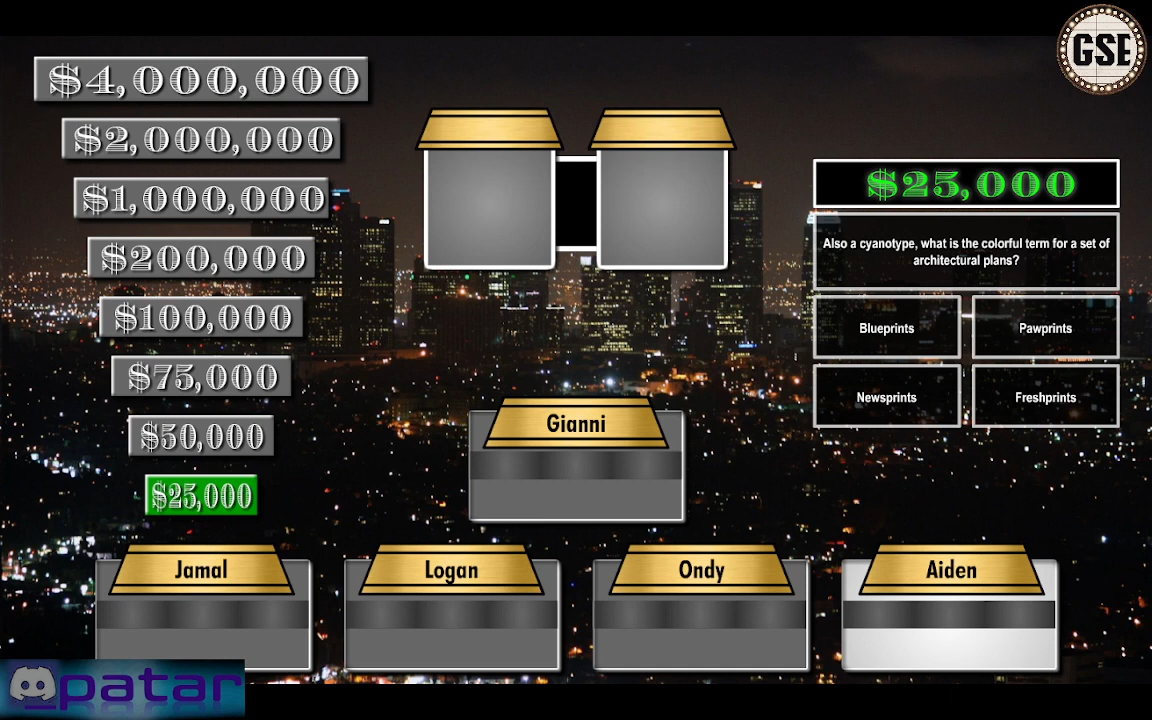 GSE
$4,000,000
$2,000,000
$1,000,000
$200,000
$100,000
$75,000
$50,000
$25,000
$25,000
Also a cyanotype, what is the colorful term for a set of
architectural plans?
Blueprints
Pawprints
Newsprints
Freshprints
Gianni
Jamal
Logan
Ondy
Aiden
patar